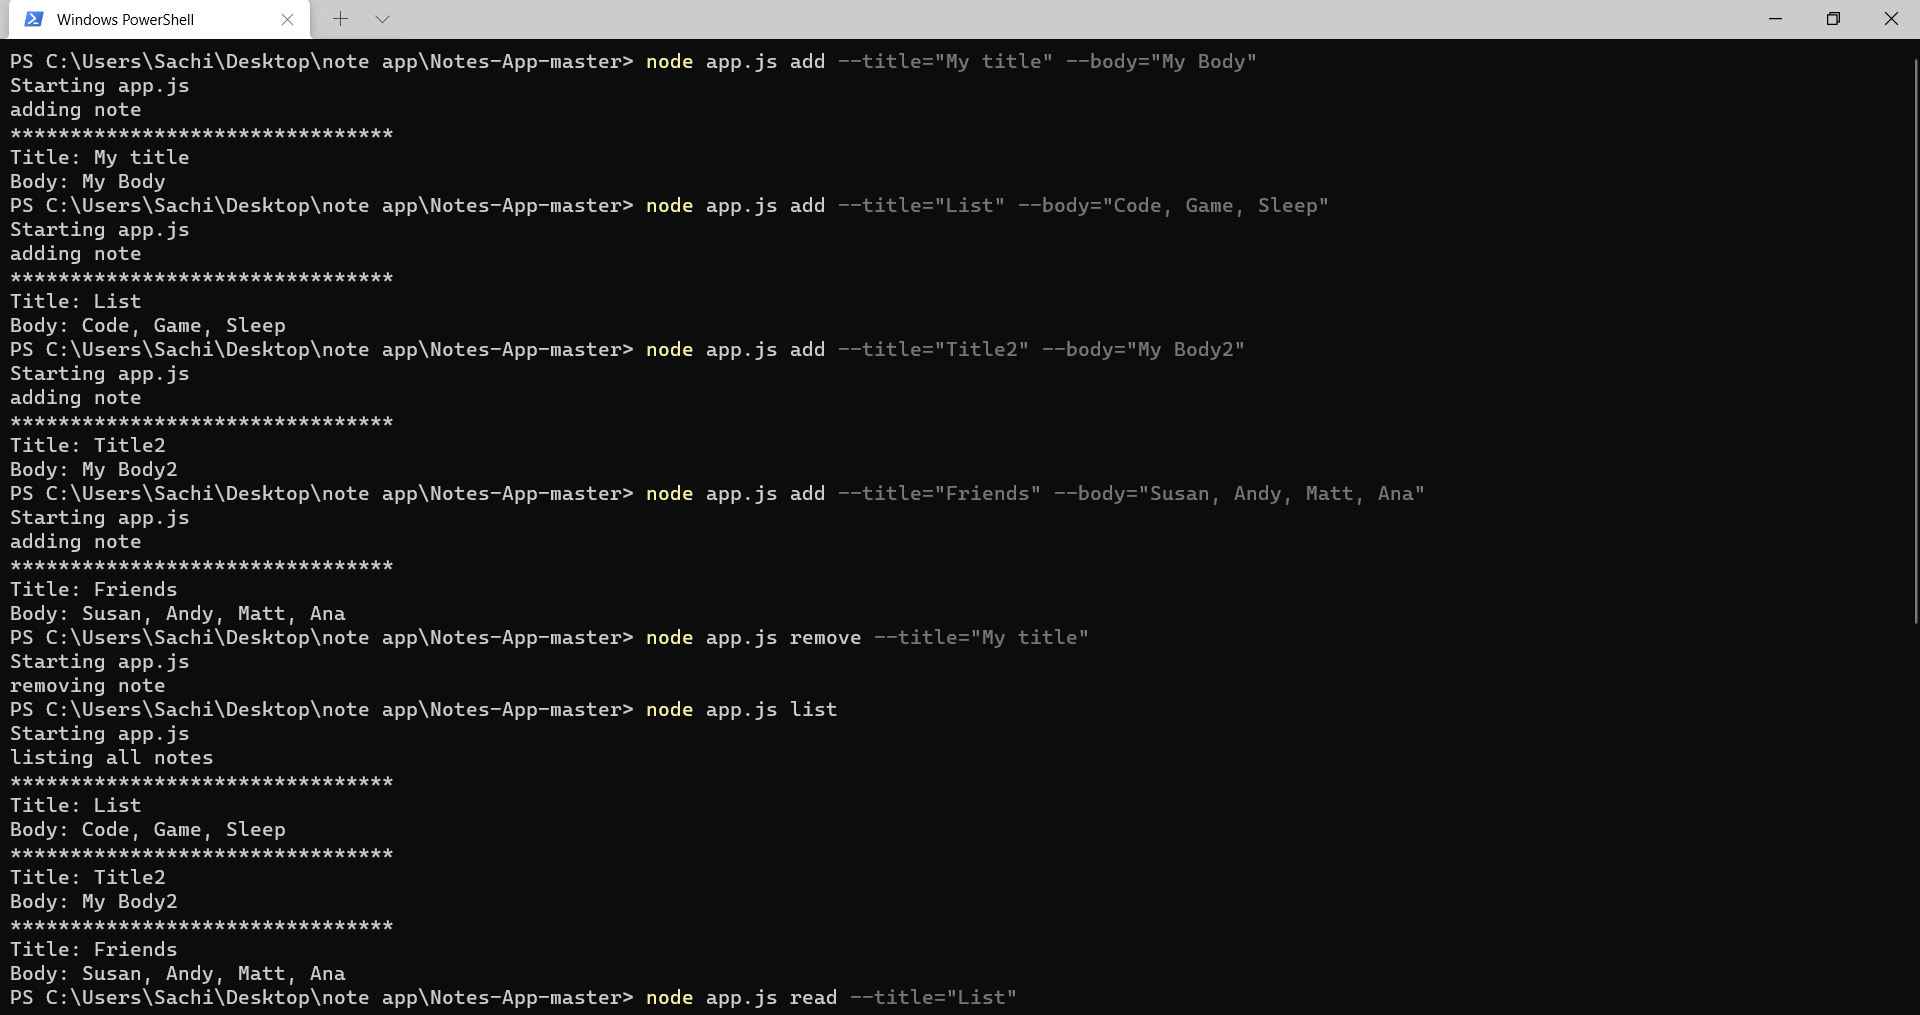 Windows PowerShell
PS C:\Users\Sachi\Desktop\note app\Notes-App-master> node app.js add --title="My title" --body="My Body"
Starting app.js
adding note
********************************
Title: My title
Body: My Body
PS C:\Users\Sachi\Desktop\note app\Notes-App-master> node app.js add --title="List" --body="Code, Game, Sleep"
Starting app.js
adding note
********************************
Title: List
Body: Code, Game, Sleep
PS C:\Users\Sachi\Desktop\note app\Notes-App-master> node app.js add --title="Title2" --body="My Body2"
Starting app.js
adding note
********************************
Title: Title2
Body: My Body2
PS C:\Users\Sachi\Desktop\note app\Notes-App-master> node app.js add --title="Friends" --body="Susan, Andy, Matt, Ana"
Starting app.js
adding note
********************************
Title: Friends
Body: Susan, Andy, Matt, Ana
PS C:\Users\Sachi\Desktop\note app\Notes-App-master> node app.js remove --title="My title"
Starting app.js
removing note
PS C:\Users\Sachi\Desktop\note app\Notes-App-master> node app.js list
Starting app.js
listing all notes
********************************
Title: List
Body: Code, Game, Sleep
********************************
Title: Title2
Body: My Body2
********************************
Title: Friends
Body: Susan, Andy, Matt, Ana
PS C:\Users\Sachi\Desktop\note app\Notes-App-master> node app.js read --title="List"